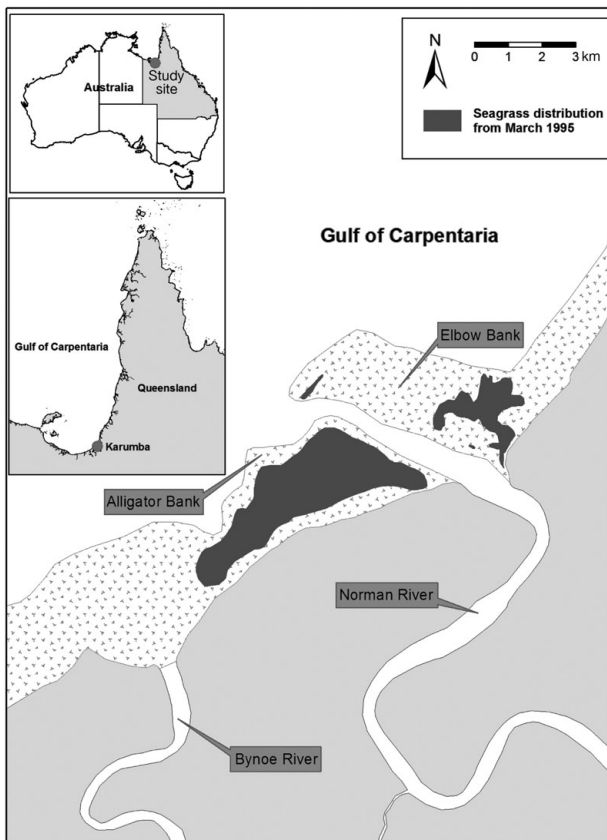 Australia
Study
site
N
0 1 2 3 km
Seagrass distribution
from March 1995
Gulf of Carpentaria
Gulf of Carpentaria
Queensland
Karumba
Elbow Bank
Alligator Bank
Norman River
Bynoe River